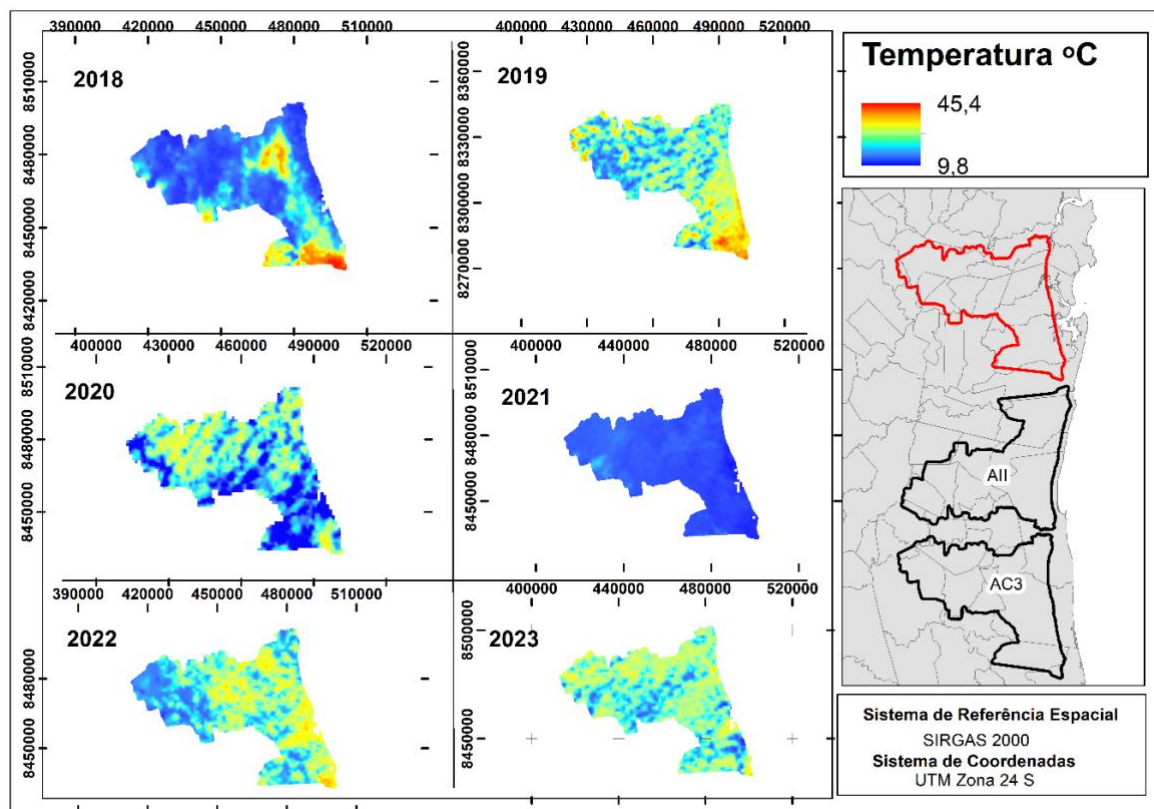 390000 420000 450000 480000 510000
400000 430000 460000 490000 520000
2018
8510000
8480000
8450000
8420000
2019
8360000
8330000
8300000
8270000
400000 430000 460000 490000 520000
400000 440000 480000 520000
2020
8510000
8480000
8450000
2021
8510000
8480000
8450000
390000 420000 450000 480000 510000
400000 440000 480000 520000
2022
8480000
8450000
2023
8500000
8450000
Temperatura ºC
45,4
9,8
AII
AC3
Sistema de Referência Espacial
SIRGAS 2000
Sistema de Coordenadas
UTM Zona 24 S